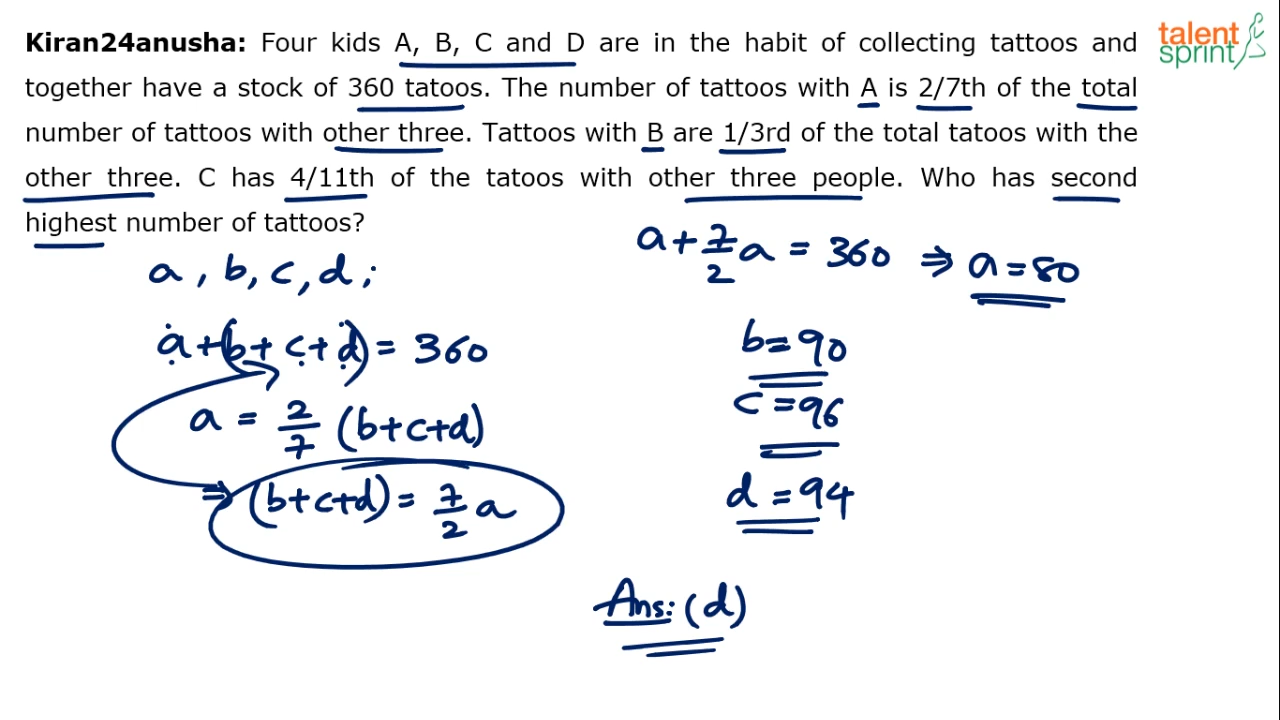 Kiran24anusha: Four kids A, B, C and D are in the habit of collecting tattoos and
together have a stock of 360 tatoos. The number of tattoos with A is 2/7th of the total
number of tattoos with other three. Tattoos with B are 1/3rd of the total tatoos with the
other three. C has 4/11th of the tatoos with other three people. Who has second
highest number of tattoos?
talent
sprint
a, b, c, d;
a+(b+c+d) = 360
a = 2/7 (b+c+d)
⇒ (b+c+d) = 7/2 a
a + 7/2 a = 360 ⇒ a = 80
b = 90
c = 96
d = 94
Ans: (d)